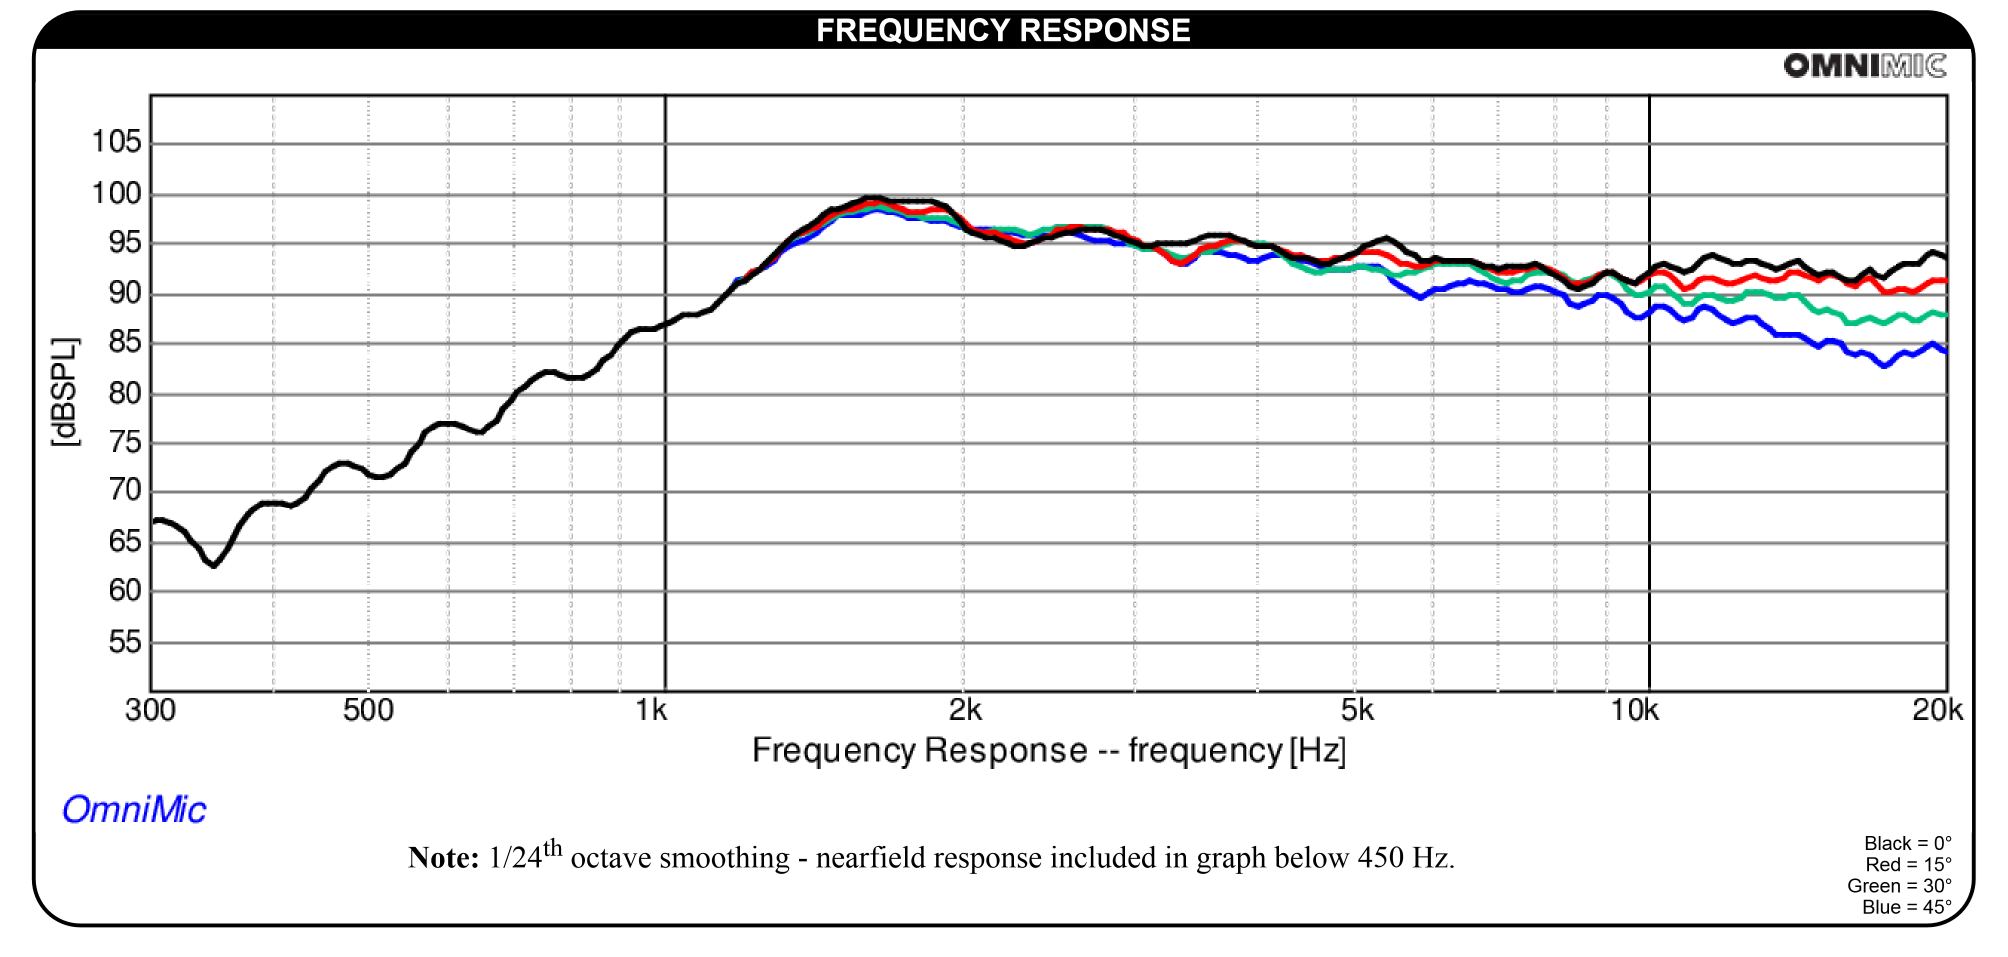 FREQUENCY RESPONSE
OMNIMIC
105
100
95
90
85
80
75
70
65
60
55
[dBSPL]
300 500 1k 2k 5k 10k 20k
Frequency Response -- frequency [Hz]
OmniMic
Note: 1/24th octave smoothing - nearfield response included in graph below 450 Hz.
Black = 0°
Red = 15°
Green = 30°
Blue = 45°